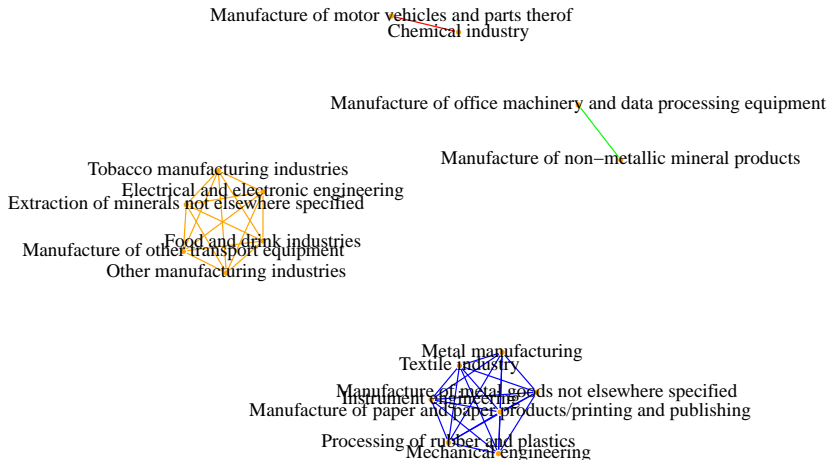 Manufacture of motor vehicles and parts therof
Chemical industry
Manufacture of office machinery and data processing equipment
Manufacture of non−metallic mineral products
Tobacco manufacturing industries
Electrical and electronic engineering
Extraction of minerals not elsewhere specified
Food and drink industries
Manufacture of other transport equipment
Other manufacturing industries
Metal manufacturing
Textile industry
Manufacture of metal goods not elsewhere specified
Instrument engineering
Manufacture of paper and paper products/printing and publishing
Processing of rubber and plastics
Mechanical engineering